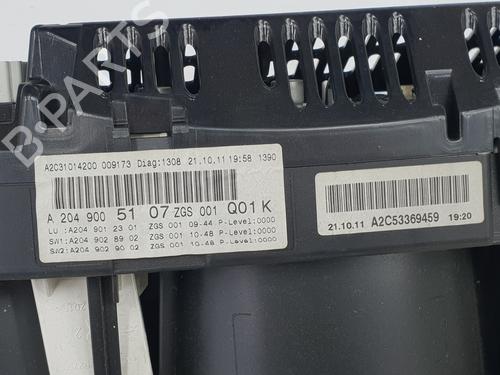 B-PARTS
A2C31014200 009173 Diag:1308 21.10.11 19:58 1390
A 204 900 51 07 ZGS 001 Q01 K
LU :A204 901 23 01 ZGS 001 09-44 P-Level:0000
SW1:A204 902 89 02 ZGS 001 10-48 P-Level:0000
SW2:A204 902 90 02 ZGS 001 10-48 P-Level:0000
21.10.11 A2C53369459 19:20